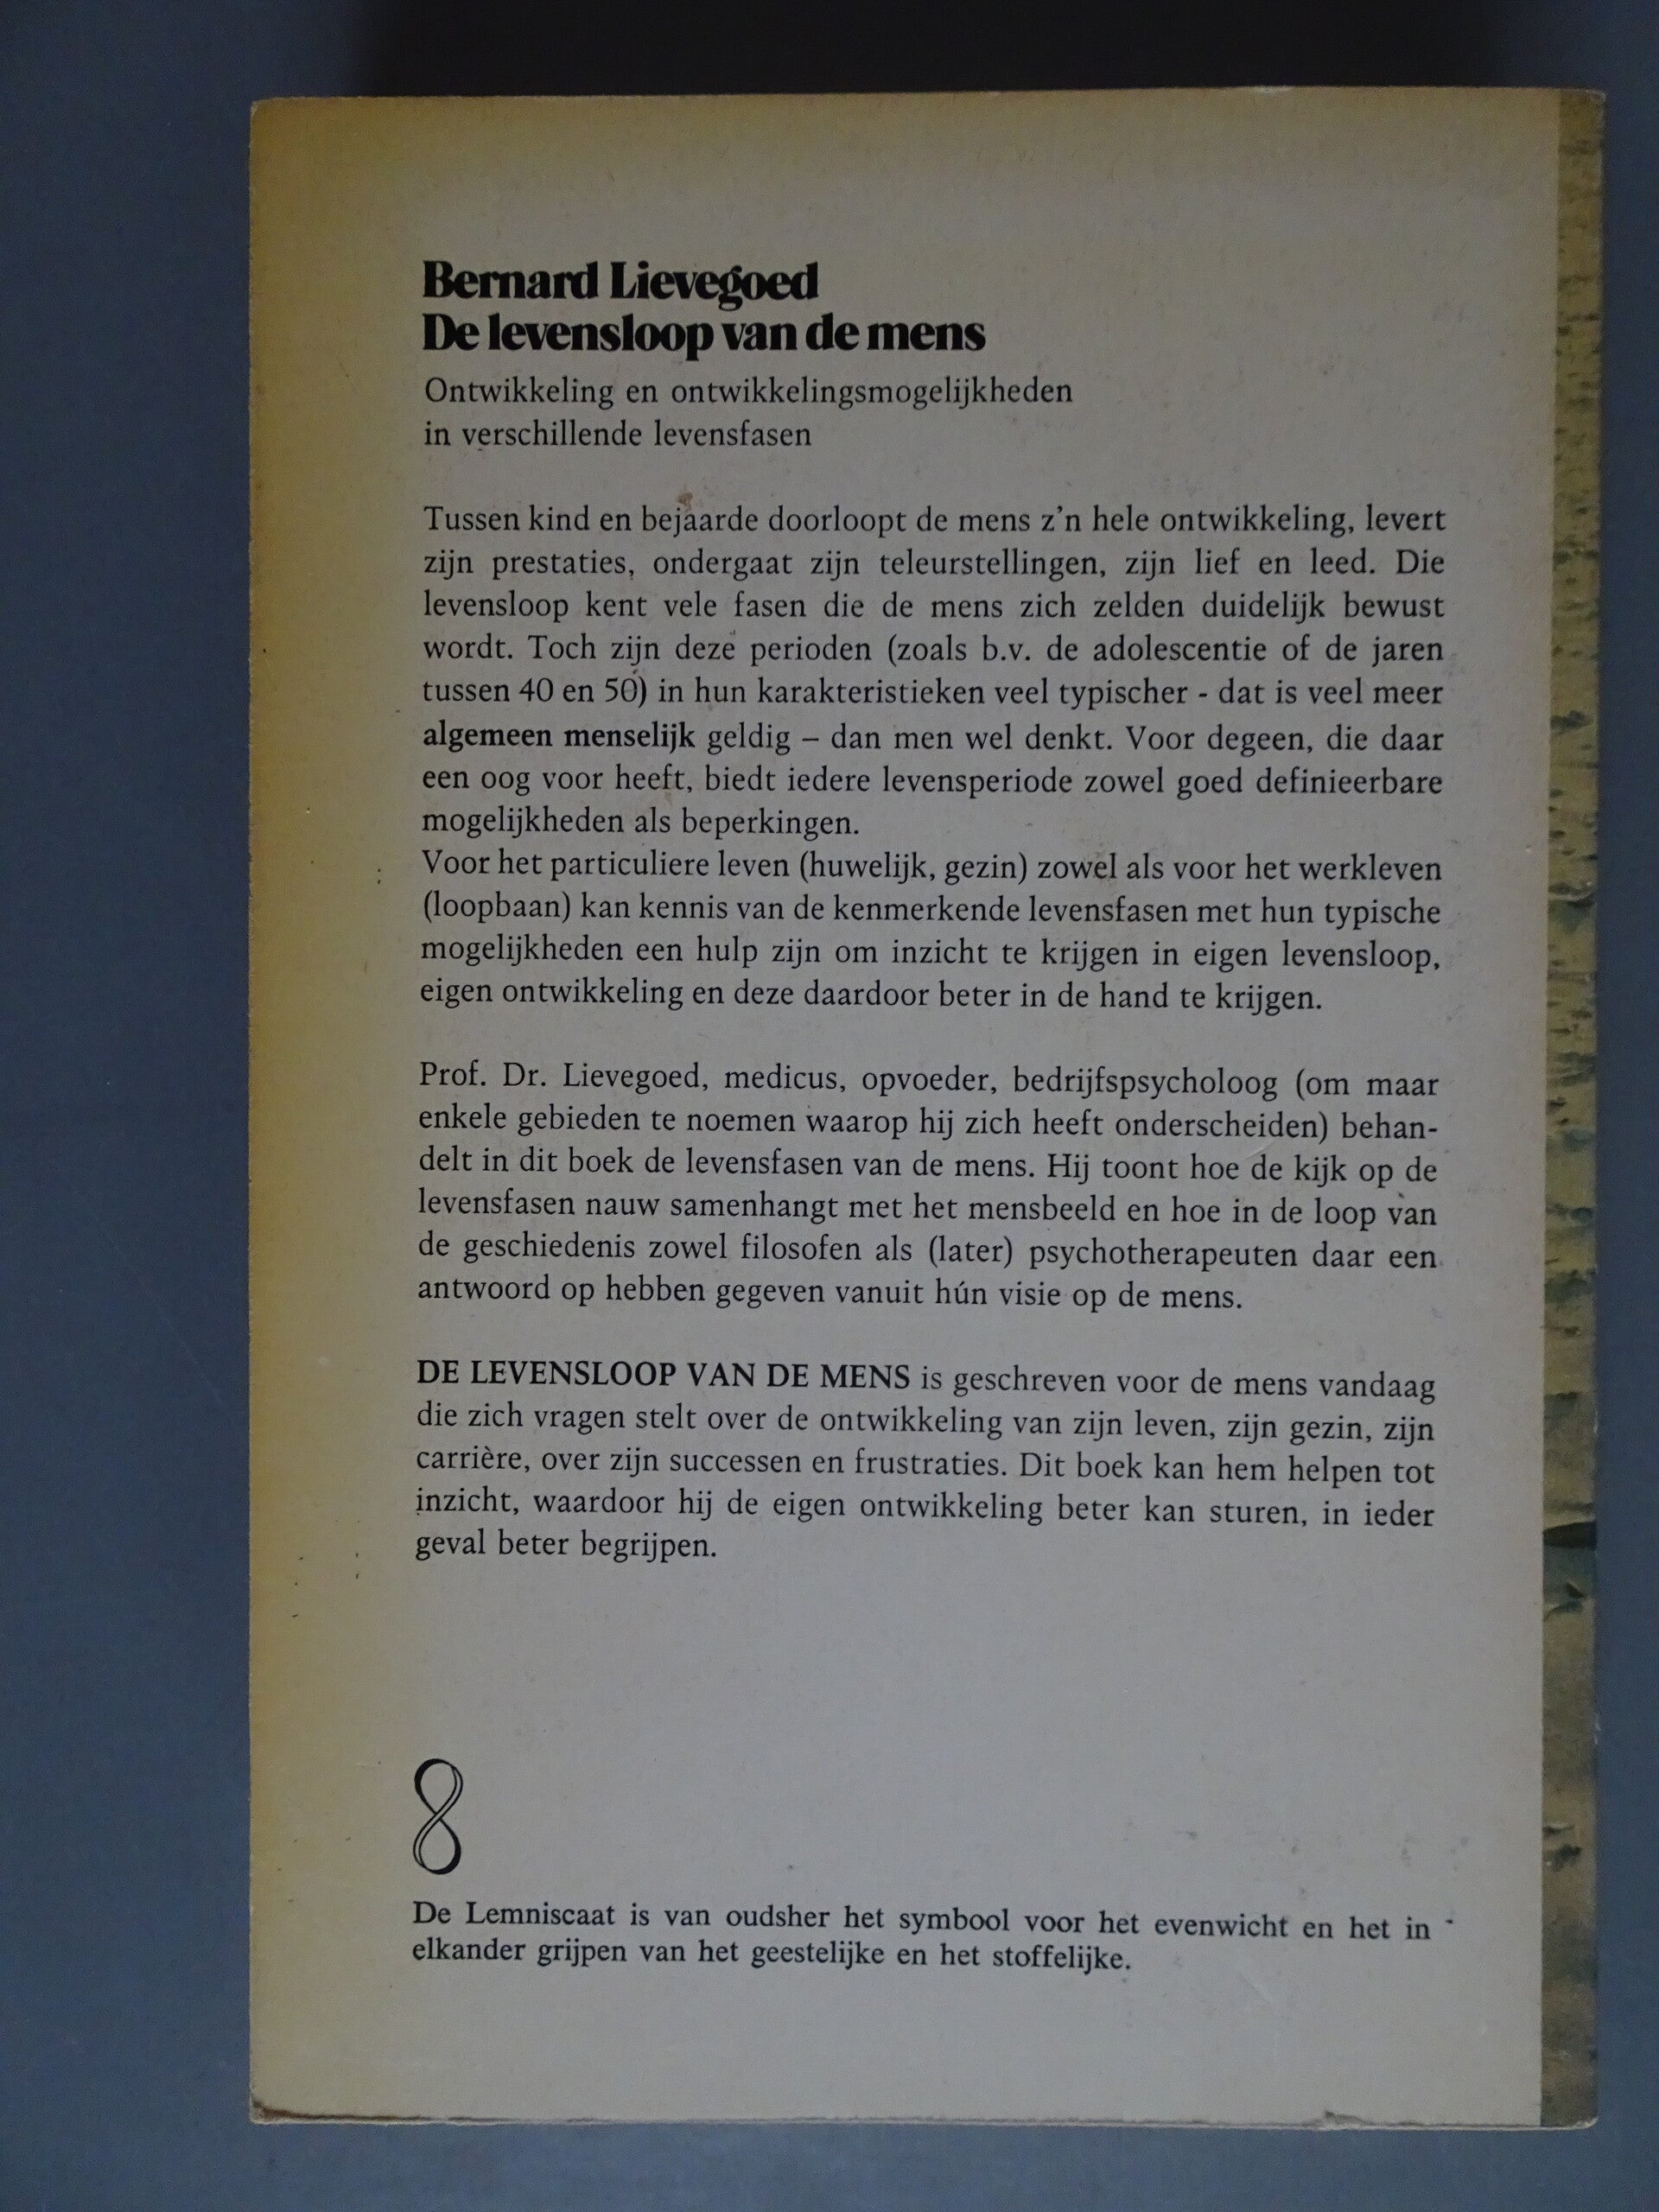 Bernard Lievegoed
De levensloop van de mens
Ontwikkeling en ontwikkelingsmogelijkheden
in verschillende levensfasen
Tussen kind en bejaarde doorloopt de mens z'n hele ontwikkeling, levert
zijn prestaties, ondergaat zijn teleurstellingen, zijn lief en leed. Die
levensloop kent vele fasen die de mens zich zelden duidelijk bewust
wordt. Toch zijn deze perioden (zoals b.v. de adolescentie of de jaren
tussen 40 en 50) in hun karakteristieken veel typischer - dat is veel meer
algemeen menselijk geldig – dan men wel denkt. Voor degeen, die daar
een oog voor heeft, biedt iedere levensperiode zowel goed definieerbare
mogelijkheden als beperkingen.
Voor het particuliere leven (huwelijk, gezin) zowel als voor het werkleven
(loopbaan) kan kennis van de kenmerkende levensfasen met hun typische
mogelijkheden een hulp zijn om inzicht te krijgen in eigen levensloop,
eigen ontwikkeling en deze daardoor beter in de hand te krijgen.
Prof. Dr. Lievegoed, medicus, opvoeder, bedrijfspsycholoog (om maar
enkele gebieden te noemen waarop hij zich heeft onderscheiden) behan-
delt in dit boek de levensfasen van de mens. Hij toont hoe de kijk op de
levensfasen nauw samenhangt met het mensbeeld en hoe in de loop van
de geschiedenis zowel filosofen als (later) psychotherapeuten daar een
antwoord op hebben gegeven vanuit hún visie op de mens.
DE LEVENSLOOP VAN DE MENS is geschreven voor de mens vandaag
die zich vragen stelt over de ontwikkeling van zijn leven, zijn gezin, zijn
carrière, over zijn successen en frustraties. Dit boek kan hem helpen tot
inzicht, waardoor hij de eigen ontwikkeling beter kan sturen, in ieder
geval beter begrijpen.
De Lemniscaat is van oudsher het symbool voor het evenwicht en het in
elkander grijpen van het geestelijke en het stoffelijke.